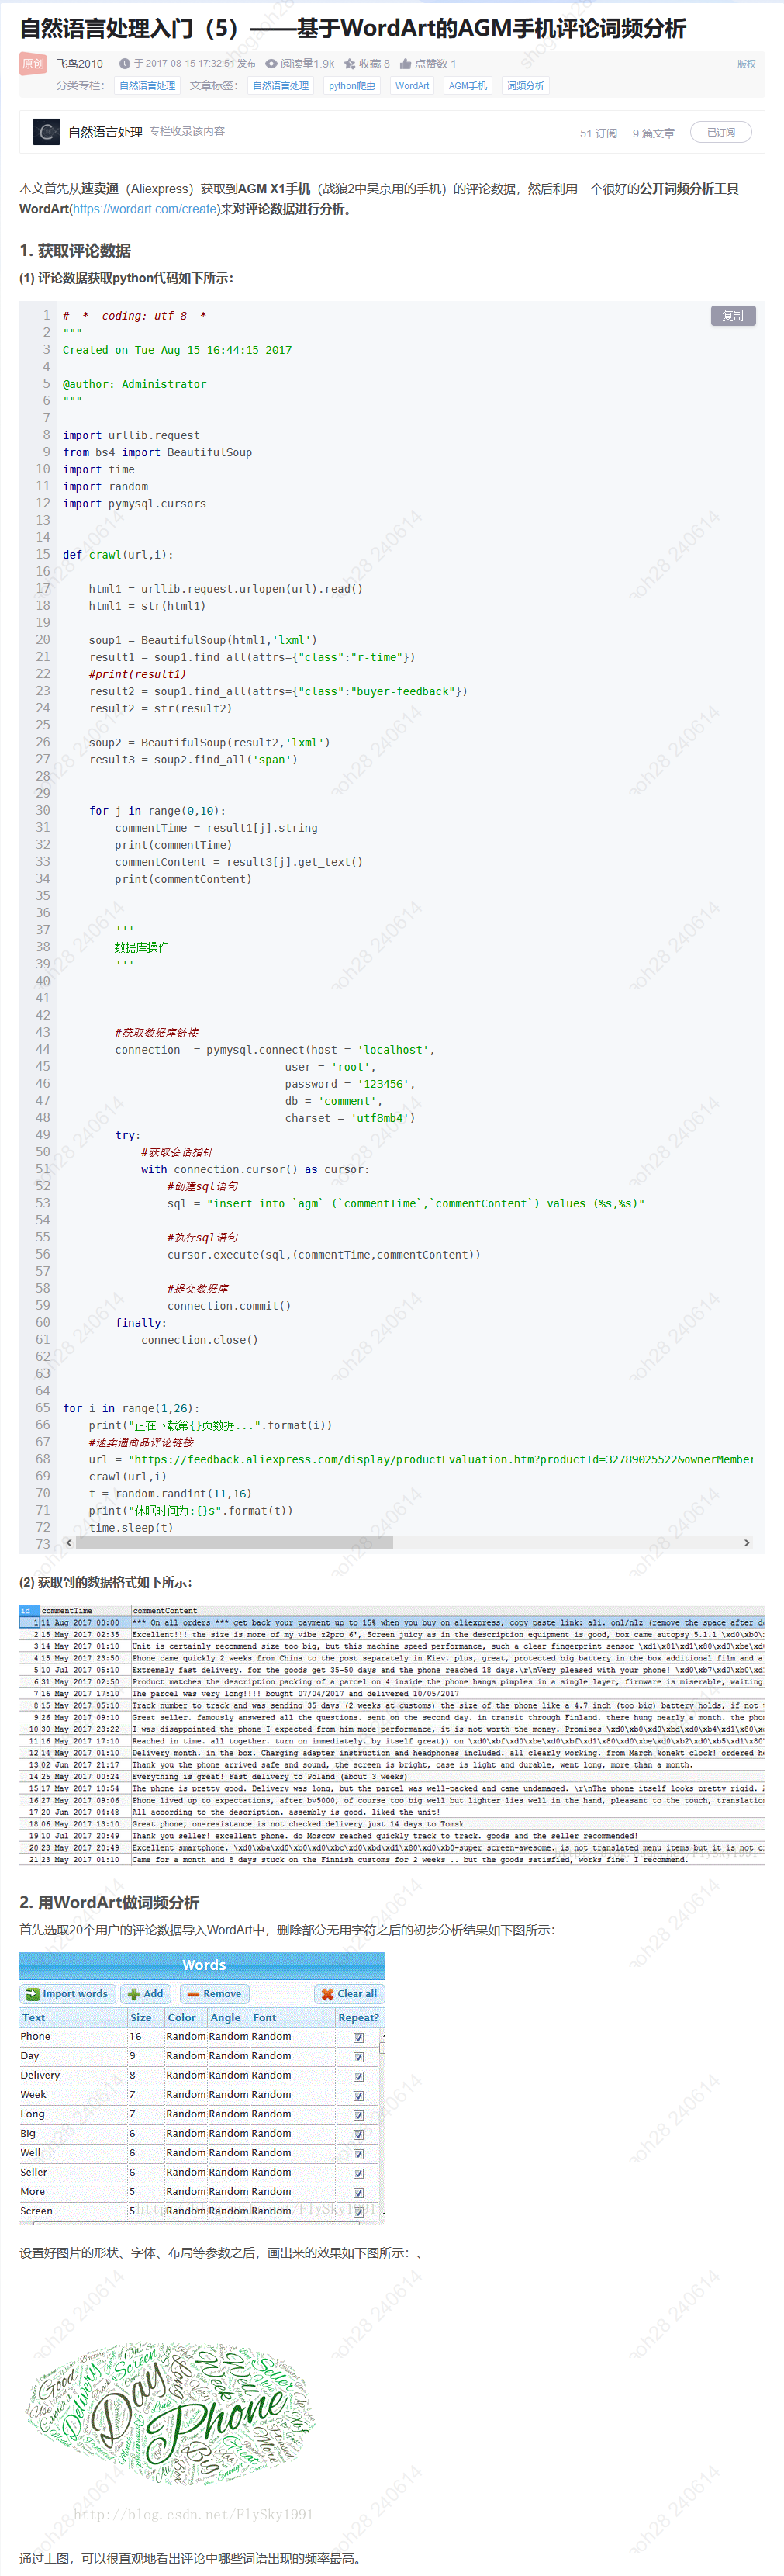 自然语言处理入门（5）——基于WordArt的AGM手机评论词频分析
原创 飞鸟2010 于 2017-08-15 17:32:51 发布 阅读量1.9k 收藏 8 点赞数 1 版权
分类专栏： 自然语言处理 文章标签： 自然语言处理 python爬虫 WordArt AGM手机 词频分析
自然语言处理 专栏收录该内容 51 订阅 9 篇文章 已订阅
本文首先从速卖通（Aliexpress）获取到AGM X1手机（战狼2中吴京用的手机）的评论数据，然后利用一个很好的公开词频分析工具
WordArt(https://wordart.com/create)来对评论数据进行分析。
1. 获取评论数据
(1) 评论数据获取python代码如下所示：
复制
1 # -*- coding: utf-8 -*-
2 """
3 Created on Tue Aug 15 16:44:15 2017
4
5 @author: Administrator
6 """
7
8 import urllib.request
9 from bs4 import BeautifulSoup
10 import time
11 import random
12 import pymysql.cursors
13
14
15 def crawl(url,i):
16
17 html1 = urllib.request.urlopen(url).read()
18 html1 = str(html1)
19
20 soup1 = BeautifulSoup(html1,'lxml')
21 result1 = soup1.find_all(attrs={"class":"r-time"})
22 #print(result1)
23 result2 = soup1.find_all(attrs={"class":"buyer-feedback"})
24 result2 = str(result2)
25
26 soup2 = BeautifulSoup(result2,'lxml')
27 result3 = soup2.find_all('span')
28
29
30 for j in range(0,10):
31 commentTime = result1[j].string
32 print(commentTime)
33 commentContent = result3[j].get_text()
34 print(commentContent)
35
36
37 '''
38 数据库操作
39 '''
40
41
42
43 #获取数据库链接
44 connection  = pymysql.connect(host = 'localhost',
45 user = 'root',
46 password = '123456',
47 db = 'comment',
48 charset = 'utf8mb4')
49 try:
50 #获取会话指针
51 with connection.cursor() as cursor:
52 #创建sql语句
53 sql = "insert into `agm` (`commentTime`,`commentContent`) values (%s,%s)"
54
55 #执行sql语句
56 cursor.execute(sql,(commentTime,commentContent))
57
58 #提交数据库
59 connection.commit()
60 finally:
61 connection.close()
62
63
64
65 for i in range(1,26):
66 print("正在下载第{}页数据...".format(i))
67 #速卖通商品评论链接
68 url = "https://feedback.aliexpress.com/display/productEvaluation.htm?productId=32789025522&ownerMember
69 crawl(url,i)
70 t = random.randint(11,16)
71 print("休眠时间为:{}s".format(t))
72 time.sleep(t)
73
(2) 获取到的数据格式如下所示：
id commentTime commentContent
1 11 Aug 2017 00:00 *** On all orders *** get back your payment up to 15% when you buy on aliexpress, copy paste link: ali. onl/nlz (remove the space after do
2 15 May 2017 02:35 Excellent!!! the size is more of my vibe z2pro 6', Screen juicy as in the description equipment is good, box came autopsy 5.1.1 \xd0\xb0\
3 14 May 2017 01:10 Unit is certainly recommend size too big, but this machine speed performance, such a clear fingerprint sensor \xd1\x81\xd1\x80\xd0\xbe\xd
4 15 May 2017 23:50 Phone came quickly 2 weeks from China to the post separately in Kiev. plus, great, protected big battery in the box additional film and a
5 10 Jul 2017 05:10 Extremely fast delivery. for the goods get 35-50 days and the phone reached 18 days.\r\nVery pleased with your phone! \xd0\xb7\xd0\xb0\xd
6 31 May 2017 02:50 Product matches the description packing of a parcel on 4 inside the phone hangs pimples in a single layer, firmware is miserable, waiting
7 16 May 2017 17:10 The parcel was very long!!!! bought 07/04/2017 and delivered 10/05/2017
8 15 May 2017 05:10 Track number to track and was sending 35 days (2 weeks at customs) the size of the phone like a 4.7 inch (too big) battery holds, if not
9 26 May 2017 09:10 Great seller. famously answered all the questions. sent on the second day. in transit through Finland. there hung nearly a month. the pho
10 30 May 2017 23:22 I was disappointed the phone I expected from him more performance, it is not worth the money. Promises \xd0\xb0\xd0\xbd\xd0\xb4\xd1\x80\x
11 16 May 2017 17:10 Reached in time. all together. turn on immediately. by itself great)) on \xd0\xbf\xd0\xbe\xd0\xbf\xd1\x80\xd0\xbe\xd0\xb2\xd0\xb5\xd1\x80
12 14 May 2017 01:10 Delivery month. in the box. Charging adapter instruction and headphones included. all clearly working. from March konekt clock! ordered he
13 02 Jun 2017 21:17 Thank you the phone arrived safe and sound, the screen is bright, case is light and durable, went long, more than a month.
14 25 May 2017 00:24 Everything is great! Fast delivery to Poland (about 3 weeks)
15 17 May 2017 10:54 The phone is pretty good. Delivery was long, but the parcel was well-packed and came undamaged. \r\nThe phone itself looks pretty rigid.
16 27 May 2017 09:06 Phone lived up to expectations, after bv5000, of course too big well but lighter lies well in the hand, pleasant to the touch, translation
17 20 Jun 2017 04:48 All according to the description. assembly is good. liked the unit!
18 06 May 2017 13:10 Great phone, on-resistance is not checked delivery just 14 days to Tomsk
19 10 Jul 2017 20:49 Thank you seller! excellent phone. do Moscow reached quickly track to track. goods and the seller recommended!
20 23 May 2017 20:49 Excellent smartphone. \xd0\xba\xd0\xb0\xd0\xbc\xd0\xbd\xd1\x80\xd0\xb0-super screen-awesome. is not translated menu items but it is not c
21 23 May 2017 01:10 Came for a month and 8 days stuck on the Finnish customs for 2 weeks .. but the goods satisfied, works fine. I recommend.
2. 用WordArt做词频分析
首先选取20个用户的评论数据导入WordArt中，删除部分无用字符之后的初步分析结果如下图所示：
Words
Import words Add Remove Clear all
Text Size Color Angle Font Repeat?
Phone 16 Random Random Random
Day 9 Random Random Random
Delivery 8 Random Random Random
Week 7 Random Random Random
Long 7 Random Random Random
Big 6 Random Random Random
Well 6 Random Random Random
Seller 6 Random Random Random
More 5 Random Random Random
Screen 5 Random Random Random
http://blog.csdn.net/FlySky1991
设置好图片的形状、字体、布局等参数之后，画出来的效果如下图所示：、
Good
Delivery
Screen
Day
Phone
Long
Week
Well
Seller
Big
Great
More
Camera
Use
http://blog.csdn.net/FlySky1991
通过上图，可以很直观地看出评论中哪些词语出现的频率最高。